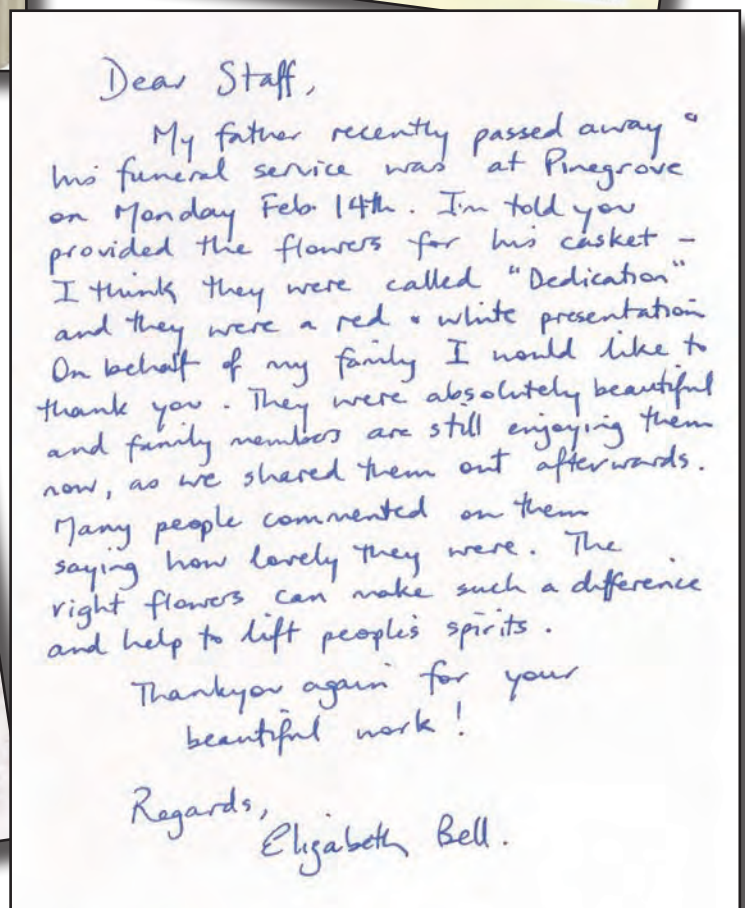 Dear Staff,
My father recently passed away &
his funeral service was at Pinegrove
on Monday Feb. 14th. I'm told you
provided the flowers for his casket –
I think they were called "Dedication"
and they were a red & white presentation
On behalf of my family I would like to
thank you. They were absolutely beautiful
and family members are still enjoying them
now, as we shared them out afterwards.
Many people commented on them
saying how lovely they were. The
right flowers can make such a difference
and help to lift people's spirits.
Thankyou again for your
beautiful work!
Regards,
Elizabeth Bell.